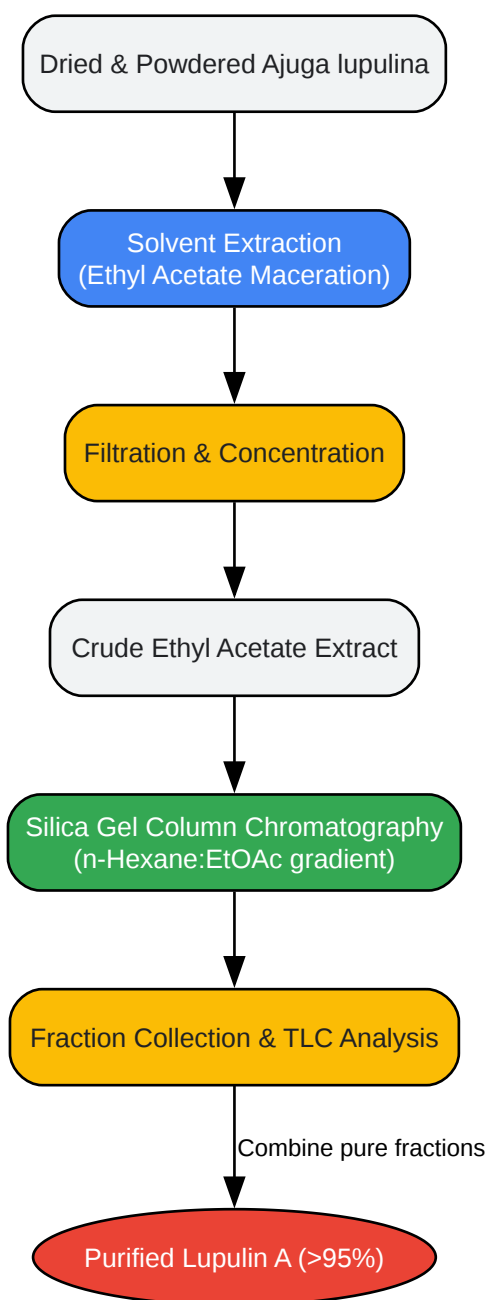 Dried & Powdered Ajuga lupulina
Solvent Extraction
(Ethyl Acetate Maceration)
Filtration & Concentration
Crude Ethyl Acetate Extract
Silica Gel Column Chromatography
(n-Hexane:EtOAc gradient)
Fraction Collection & TLC Analysis
Combine pure fractions
Purified Lupulin A (>95%)